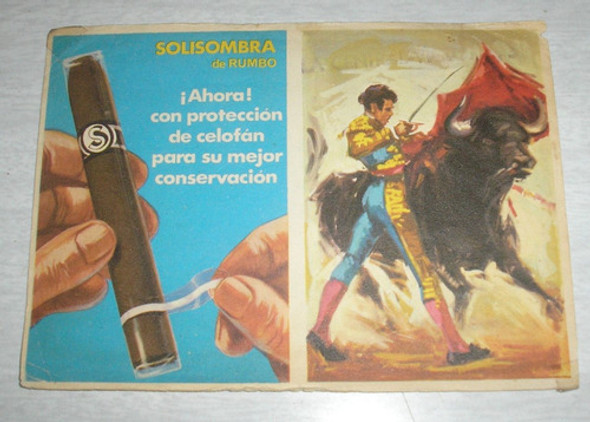 SOLISOMBRA
de RUMBO
¡Ahora!
con protección
de celofán
para su mejor
conservación
S